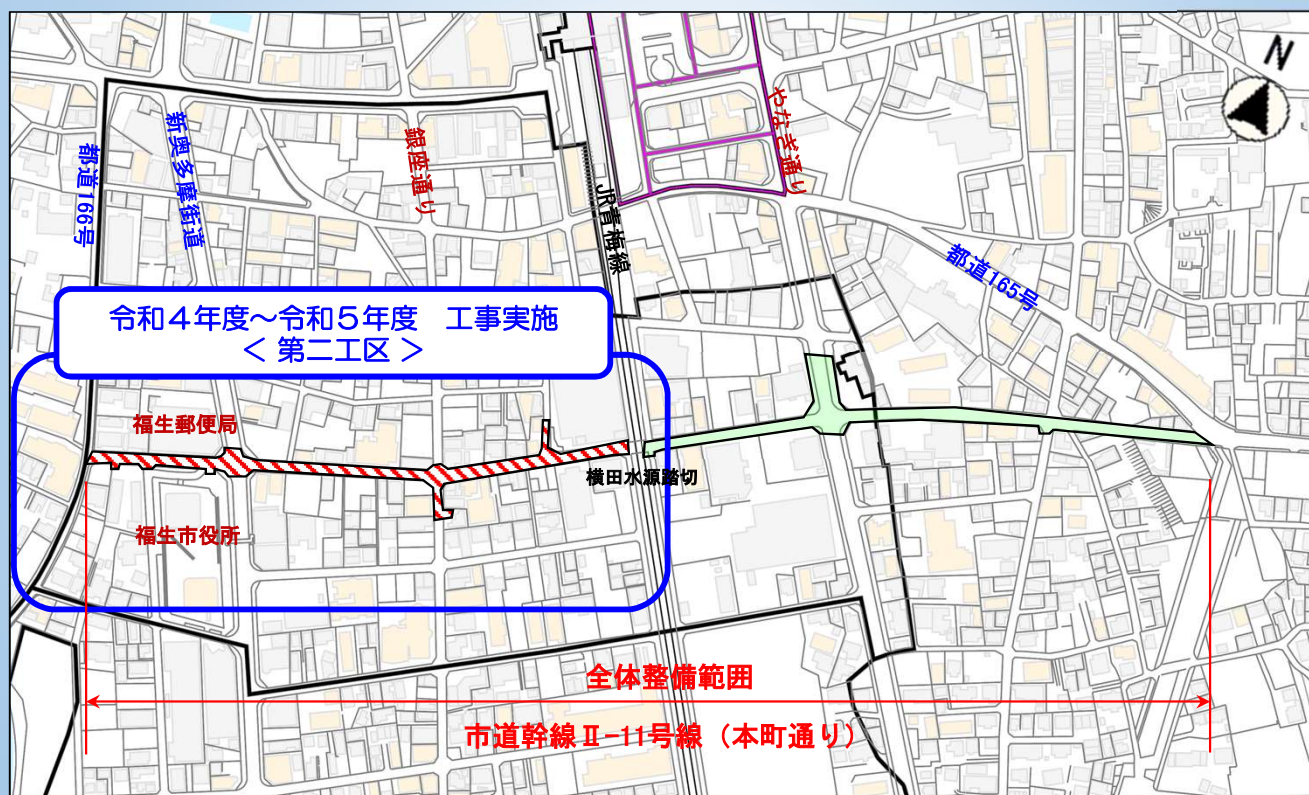 N
やなぎ通り
新奥多摩街道
銀座通り
都道166号
JR青梅線
都道165号
令和4年度～令和5年度　工事実施
＜ 第二工区 ＞
福生郵便局
横田水源踏切
福生市役所
全体整備範囲
市道幹線Ⅱ-11号線（本町通り）